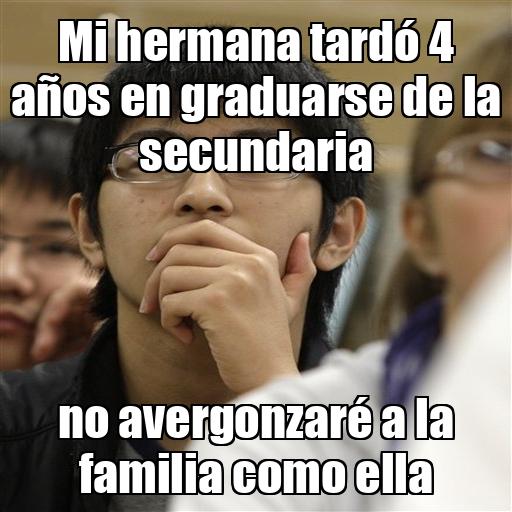 Mi hermana tardó 4
años en graduarse de la
secundaria
no avergonzaré a la
familia como ella